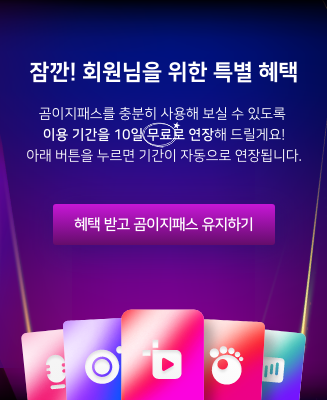 잠깐! 회원님을 위한 특별 혜택
곰이지패스를 충분히 사용해 보실 수 있도록
이용 기간을 10일 무료로 연장해 드릴게요!
아래 버튼을 누르면 기간이 자동으로 연장됩니다.
혜택 받고 곰이지패스 유지하기